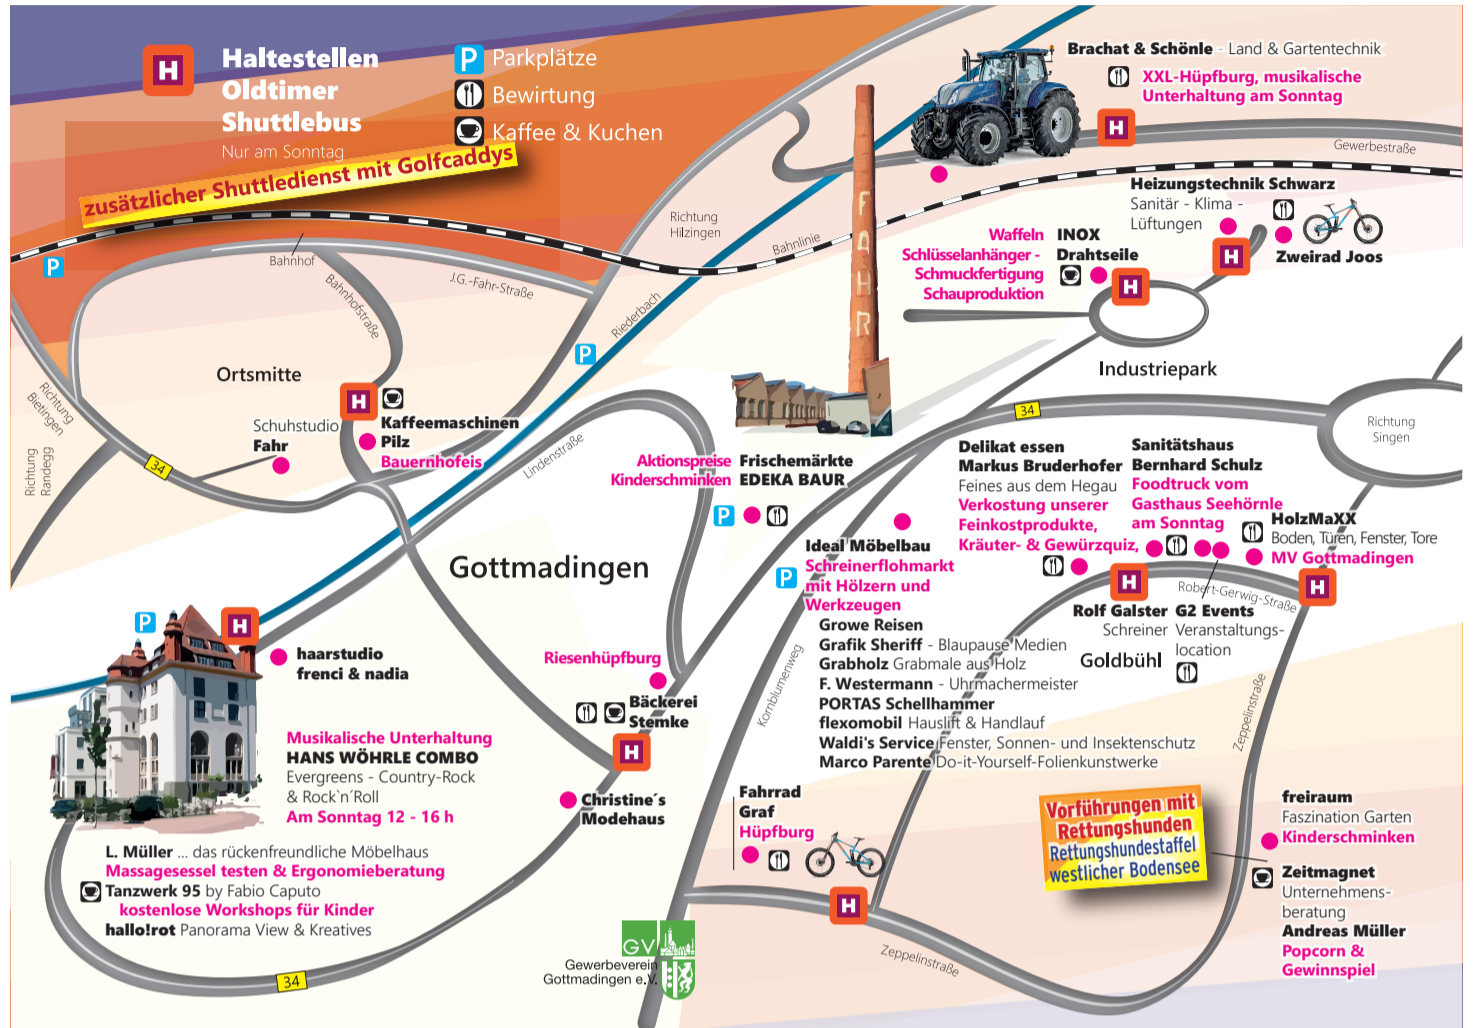 H
Haltestellen
Oldtimer
Shuttlebus
Nur am Sonntag
P Parkplätze
Bewirtung
Kaffee & Kuchen
zusätzlicher Shuttledienst mit Golfcaddys
Brachat & Schönle - Land & Gartentechnik
XXL-Hüpfburg, musikalische
Unterhaltung am Sonntag
H
Gewerbestraße
Richtung
Hilzingen
Bahnlinie
FAHR
Heizungstechnik Schwarz
Sanitär - Klima -
Lüftungen
H
Zweirad Joos
Waffeln
Schlüsselanhänger -
Schmuckfertigung
Schauproduktion
INOX
Drahtseile
H
Industriepark
P
Bahnhof
Bahnhofstraße
J.G.-Fahr-Straße
Riederbach
P
Ortsmitte
H
Richtung
Bietingen
Richtung
Randegg
34
Schuhstudio
Fahr
Kaffeemaschinen
Pilz
Bauernhofeis
Lindenstraße
34
Richtung
Singen
Aktionspreise
Kinderschminken
Frischemärkte
EDEKA BAUR
P
Delikat essen
Markus Bruderhofer
Feines aus dem Hegau
Verkostung unserer
Feinkostprodukte,
Kräuter- & Gewürzquiz,
Sanitätshaus
Bernhard Schulz
Foodtruck vom
Gasthaus Seehörnle
am Sonntag
HolzMaXX
Boden, Türen, Fenster, Tore
MV Gottmadingen
H
H
Robert-Gerwig-Straße
Gottmadingen
P
Ideal Möbelbau
Schreinerflohmarkt
mit Hölzern und
Werkzeugen
Growe Reisen
Grafik Sheriff - Blaupause Medien
Grabholz Grabmale aus Holz
F. Westermann - Uhrmachermeister
PORTAS Schellhammer
flexomobil Hauslift & Handlauf
Waldi's Service Fenster, Sonnen- und Insektenschutz
Marco Parente Do-it-Yourself-Folienkunstwerke
Rolf Galster
Schreiner
G2 Events
Veranstaltungs-
location
Goldbühl
Kornblumenweg
Zeppelinstraße
P
H
haarstudio
frenci & nadia
Riesenhüpfburg
Bäckerei
Stemke
H
Christine´s
Modehaus
Musikalische Unterhaltung
HANS WÖHRLE COMBO
Evergreens - Country-Rock
& Rock`n´Roll
Am Sonntag 12 - 16 h
L. Müller ... das rückenfreundliche Möbelhaus
Massagesessel testen & Ergonomieberatung
Tanzwerk 95 by Fabio Caputo
kostenlose Workshops für Kinder
hallo!rot Panorama View & Kreatives
34
Fahrrad
Graf
Hüpfburg
H
Zeppelinstraße
Vorführungen mit
Rettungshunden
Rettungshundestaffel
westlicher Bodensee
freiraum
Faszination Garten
Kinderschminken
Zeitmagnet
Unternehmens-
beratung
Andreas Müller
Popcorn &
Gewinnspiel
GV
Gewerbeverein
Gottmadingen e.V.